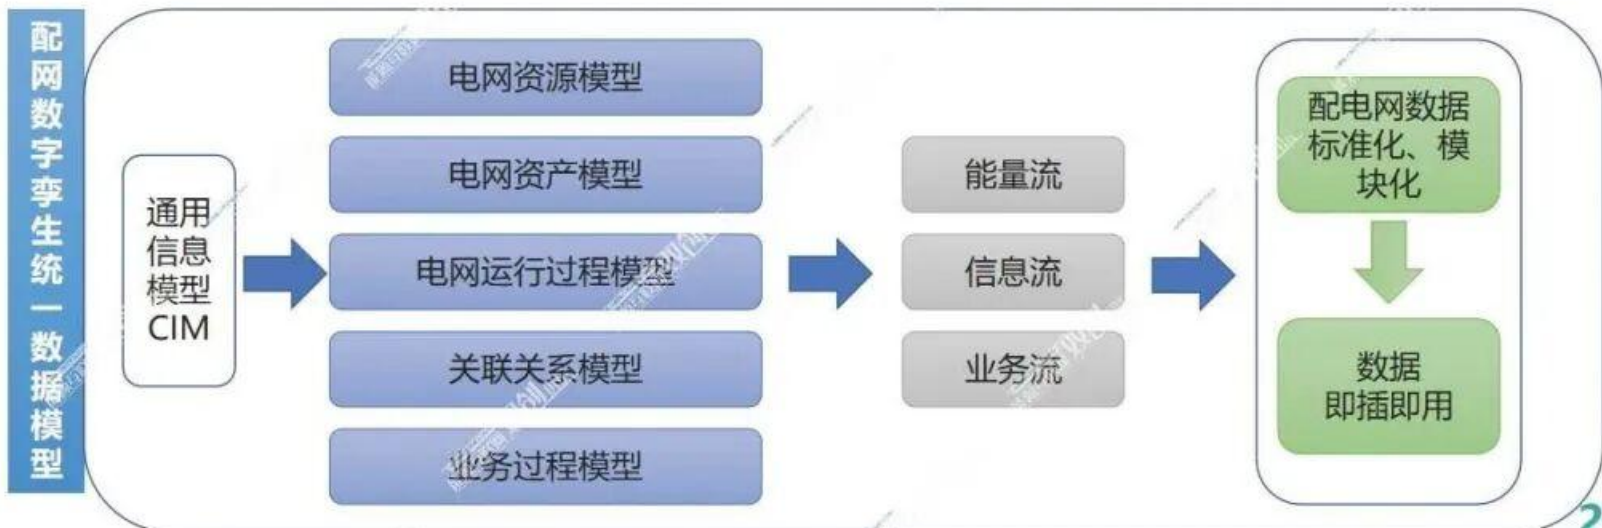 配网数字孪生统一数据模型
通用
信息
模型
CIM
电网资源模型
电网资产模型
电网运行过程模型
关联关系模型
业务过程模型
能量流
信息流
业务流
配电网数据
标准化、模
块化
数据
即插即用
2